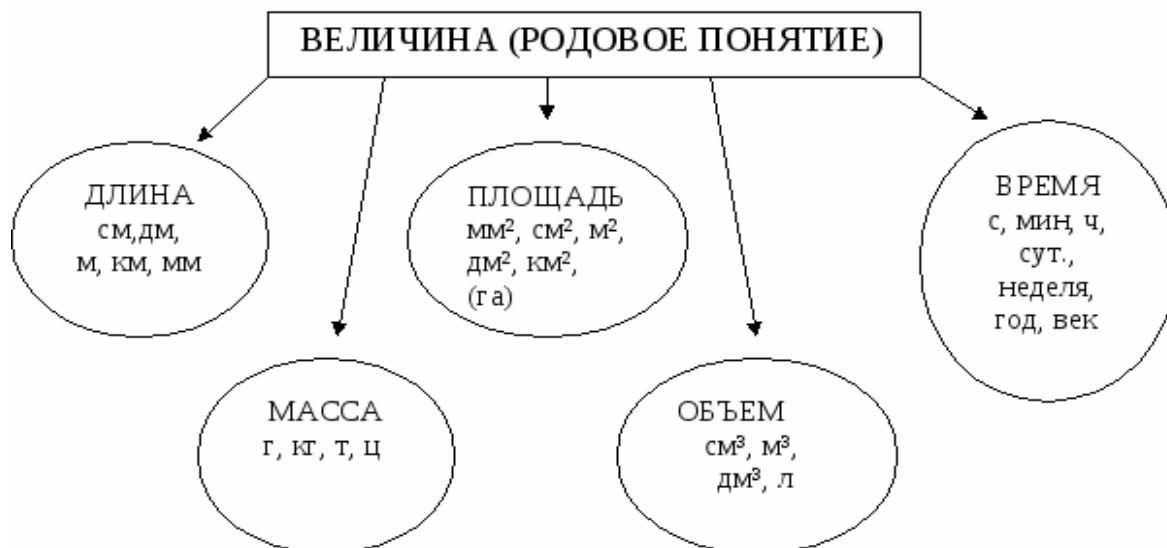 ВЕЛИЧИНА (РОДОВОЕ ПОНЯТИЕ)
ДЛИНА
см,дм,
м, км, мм
ПЛОЩАДЬ
мм², см², м²,
дм², км²,
(га)
ВРЕМЯ
с, мин, ч,
сут.,
неделя,
год, век
МАССА
г, кг, т, ц
ОБЪЕМ
см³, м³,
дм³, л